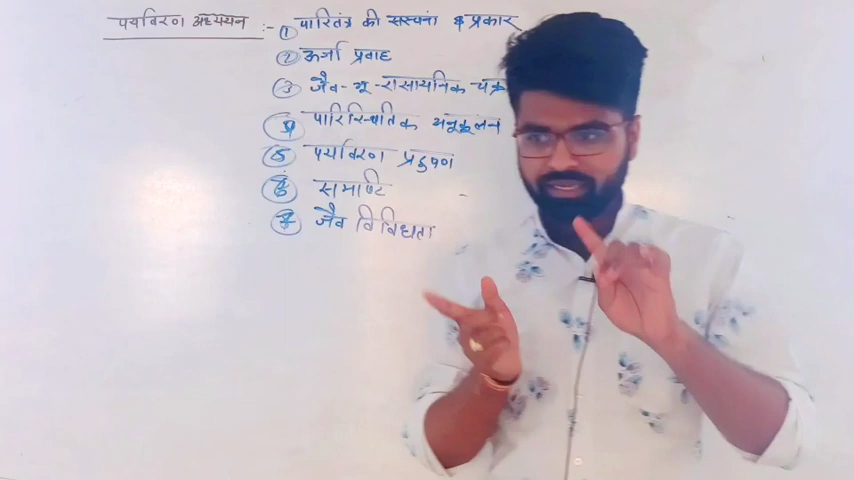 पर्यावरण अध्ययन :- ① पारितंत्र की संरचना & प्रकार
② ऊर्जा प्रवाह
③ जैव-भू-रासायनिक चक्र
④ पारिस्थितिक अनुकूलन
⑤ पर्यावरण प्रदुषण
⑥ समष्टि
⑦ जैव विविधता